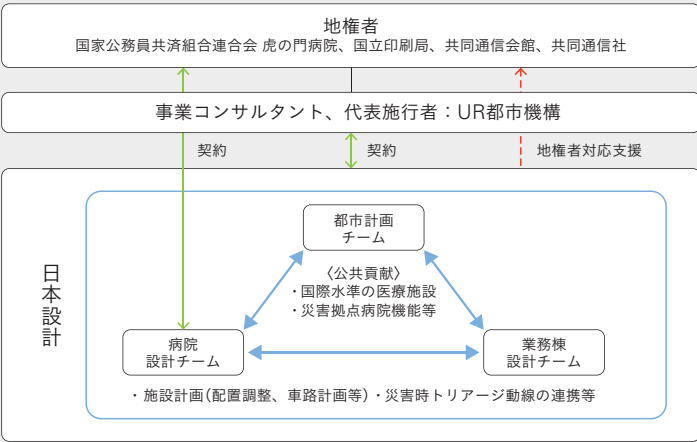 地権者
国家公務員共済組合連合会 虎の門病院、国立印刷局、共同通信会館、共同通信社
事業コンサルタント、代表施行者：UR都市機構
契約
契約
地権者対応支援
日本設計
都市計画
チーム
〈公共貢献〉
・国際水準の医療施設
・災害拠点病院機能等
病院
設計チーム
業務棟
設計チーム
・施設計画(配置調整、車路計画等)・災害時トリアージ動線の連携等